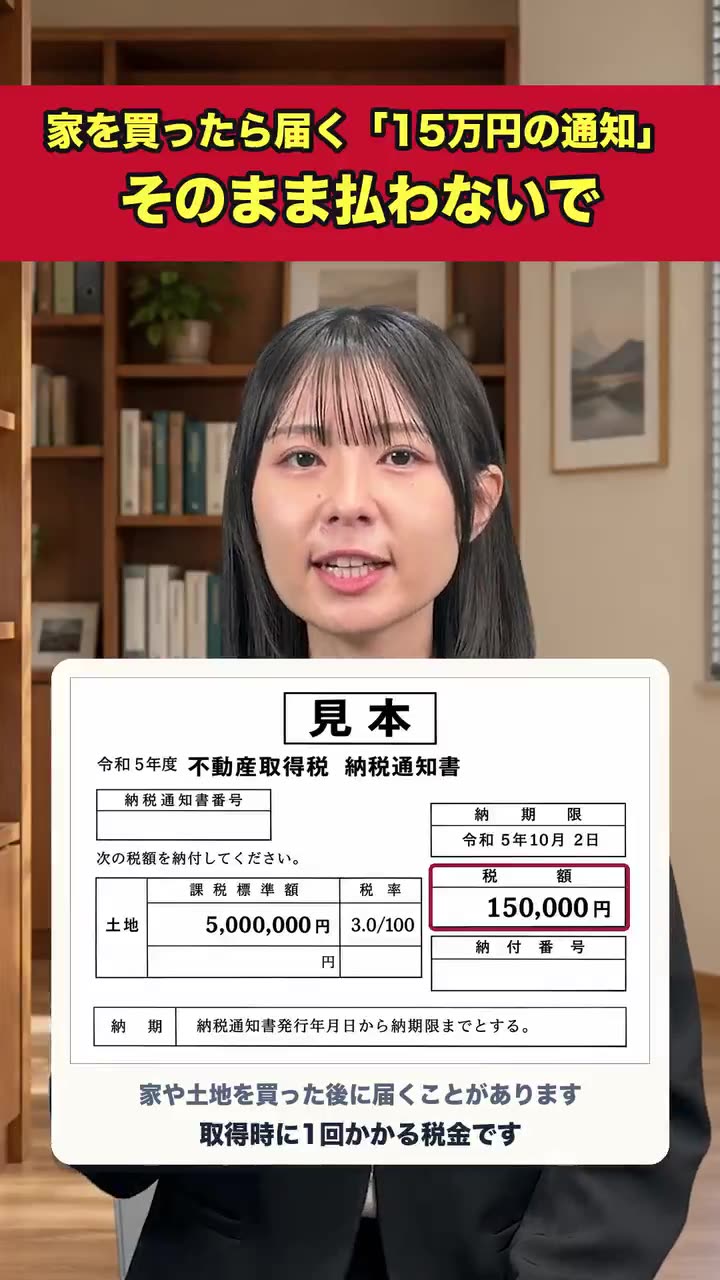 家を買ったら届く「15万円の通知」
そのまま払わないで
見本
令和5年度 不動産取得税 納税通知書
納税通知書番号
納期限
令和 5年10月 2日
次の税額を納付してください。
税額
150,000円
課税標準額 税率
土地 5,000,000円 3.0/100
円
納付番号
納期 納税通知書発行年月日から納期限までとする。
家や土地を買った後に届くことがあります
取得時に1回かかる税金です